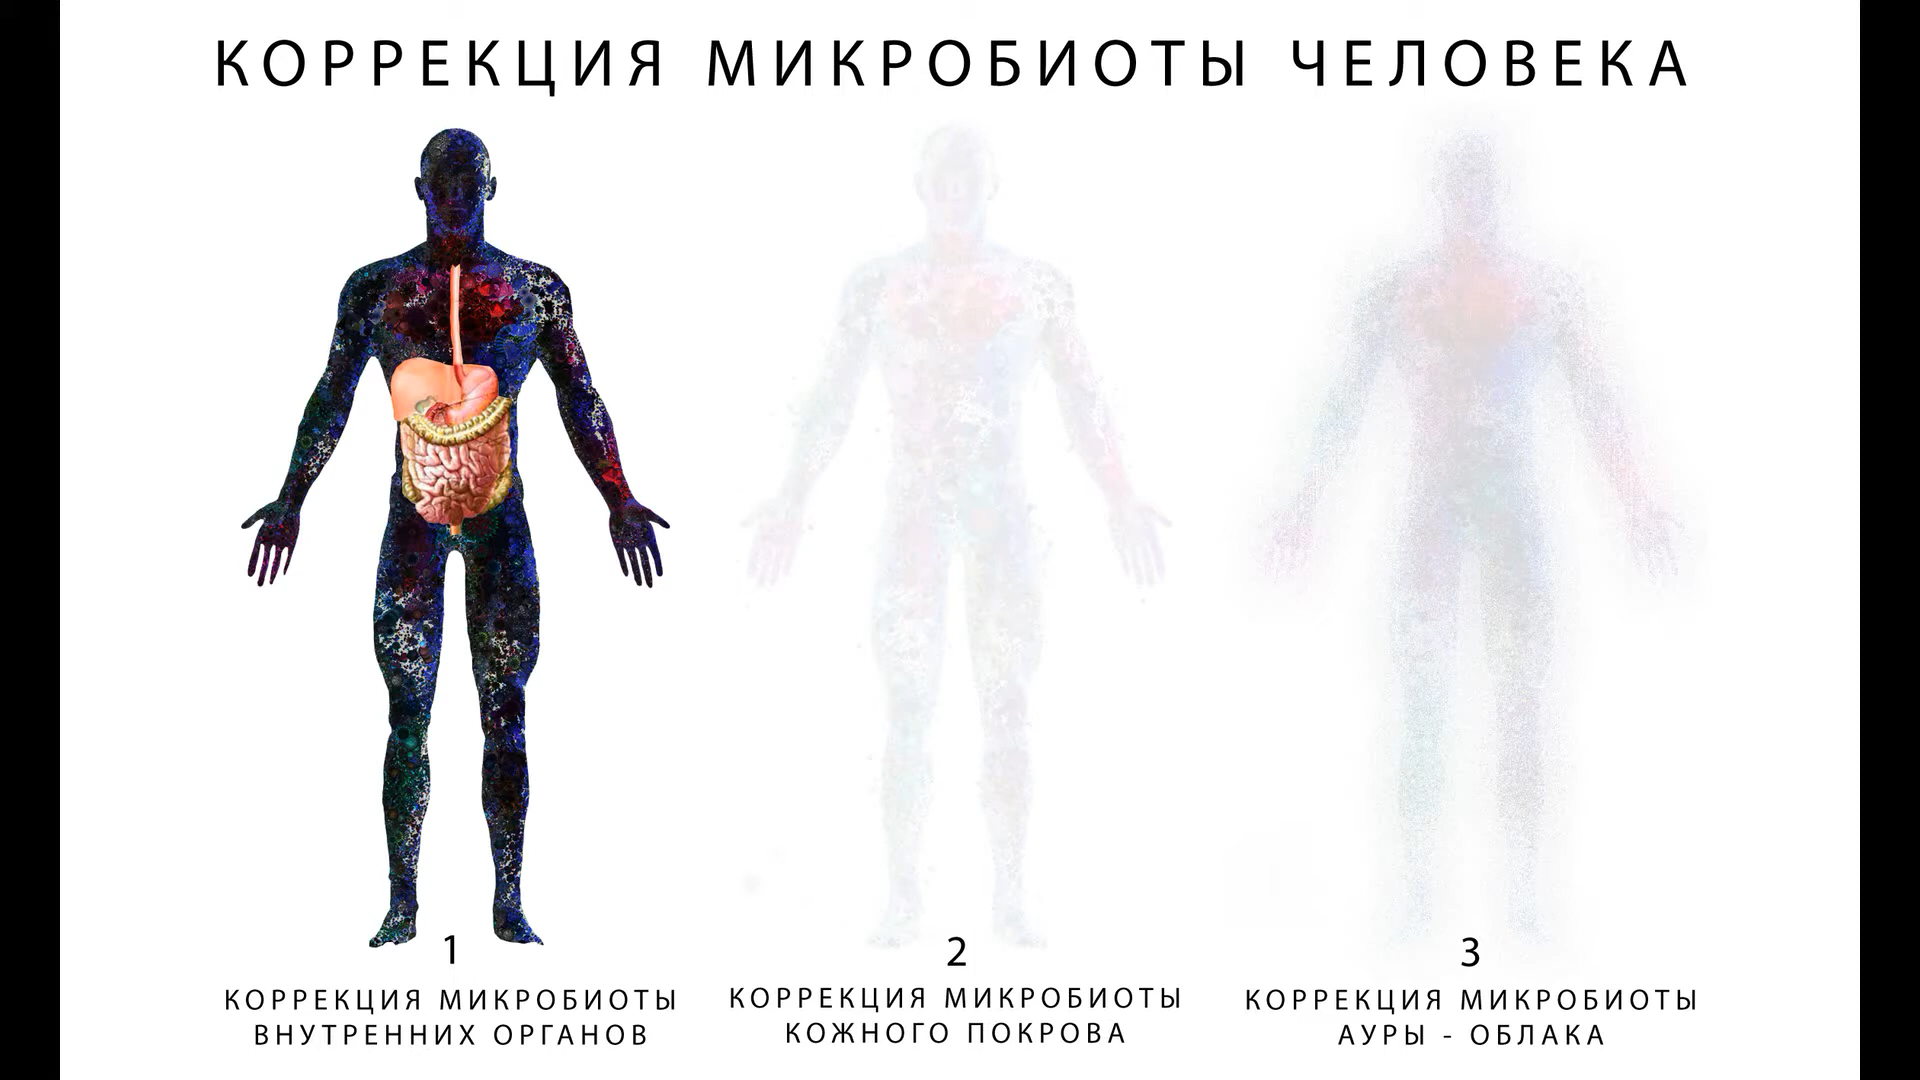 КОРРЕКЦИЯ МИКРОБИОТЫ ЧЕЛОВЕКА
1
КОРРЕКЦИЯ МИКРОБИОТЫ
ВНУТРЕННИХ ОРГАНОВ
2
КОРРЕКЦИЯ МИКРОБИОТЫ
КОЖНОГО ПОКРОВА
3
КОРРЕКЦИЯ МИКРОБИОТЫ
АУРЫ - ОБЛАКА